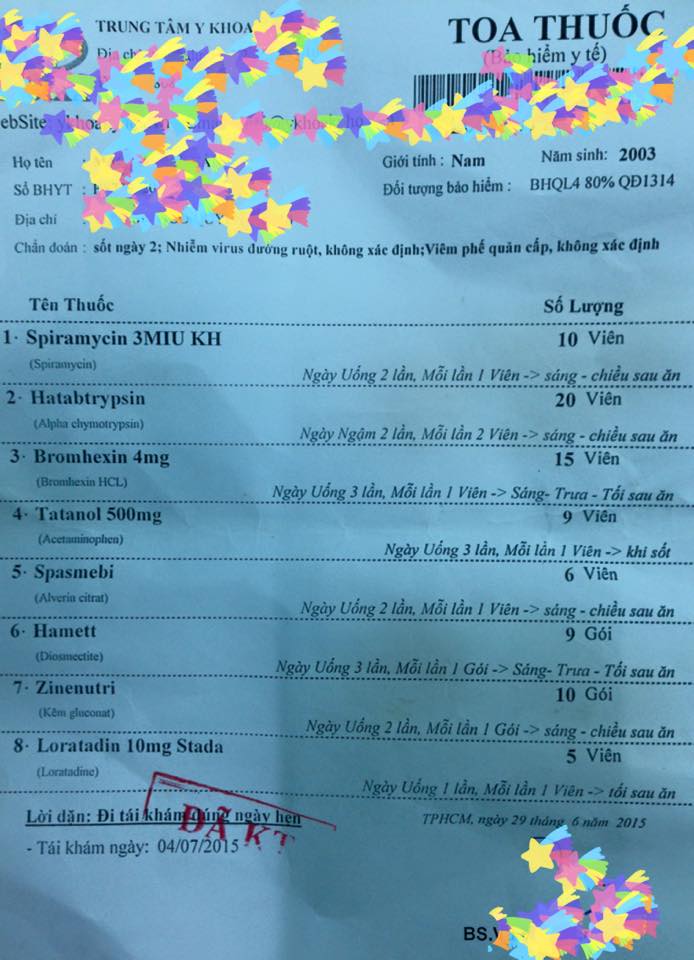 TRUNG TÂM Y KHOA
TOA THUỐC
(Bảo hiểm y tế)
Địa chỉ
Họ tên :
Giới tính : Nam
Năm sinh: 2003
Số BHYT :
Đối tượng bảo hiểm : BHQL4 80% QĐ1314
Địa chỉ
Chẩn đoán : sốt ngày 2; Nhiễm virus đường ruột, không xác định;Viêm phế quản cấp, không xác định
Tên Thuốc Số Lượng
1· Spiramycin 3MIU KH 10 Viên
(Spiramycin)
Ngày Uống 2 lần, Mỗi lần 1 Viên -> sáng - chiều sau ăn
2· Hatabtrypsin 20 Viên
(Alpha chymotrypsin)
Ngày Ngậm 2 lần, Mỗi lần 2 Viên -> sáng - chiều sau ăn
3· Bromhexin 4mg 15 Viên
(Bromhexin HCL)
Ngày Uống 3 lần, Mỗi lần 1 Viên -> Sáng- Trưa - Tối sau ăn
4· Tatanol 500mg 9 Viên
(Acetaminophen)
Ngày Uống 3 lần, Mỗi lần 1 Viên -> khi sốt
5· Spasmebi 6 Viên
(Alveria citrat)
Ngày Uống 2 lần, Mỗi lần 1 Viên -> sáng - chiều sau ăn
6· Hamett 9 Gói
(Diosmectite)
Ngày Uống 3 lần, Mỗi lần 1 Gói -> Sáng- Trưa - Tối sau ăn
7· Zinenutri 10 Gói
(Kẽm gluconat)
Ngày Uống 2 lần, Mỗi lần 1 Gói -> sáng - chiều sau ăn
8· Loratadin 10mg Stada 5 Viên
(Loratadine)
Ngày Uống 1 lần, Mỗi lần 1 Viên -> tối sau ăn
Lời dặn: Đi tái khám đúng ngày hẹn
ĐÃ KT
TPHCM, ngày 29 tháng 6 năm 2015
- Tái khám ngày: 04/07/2015
BS.